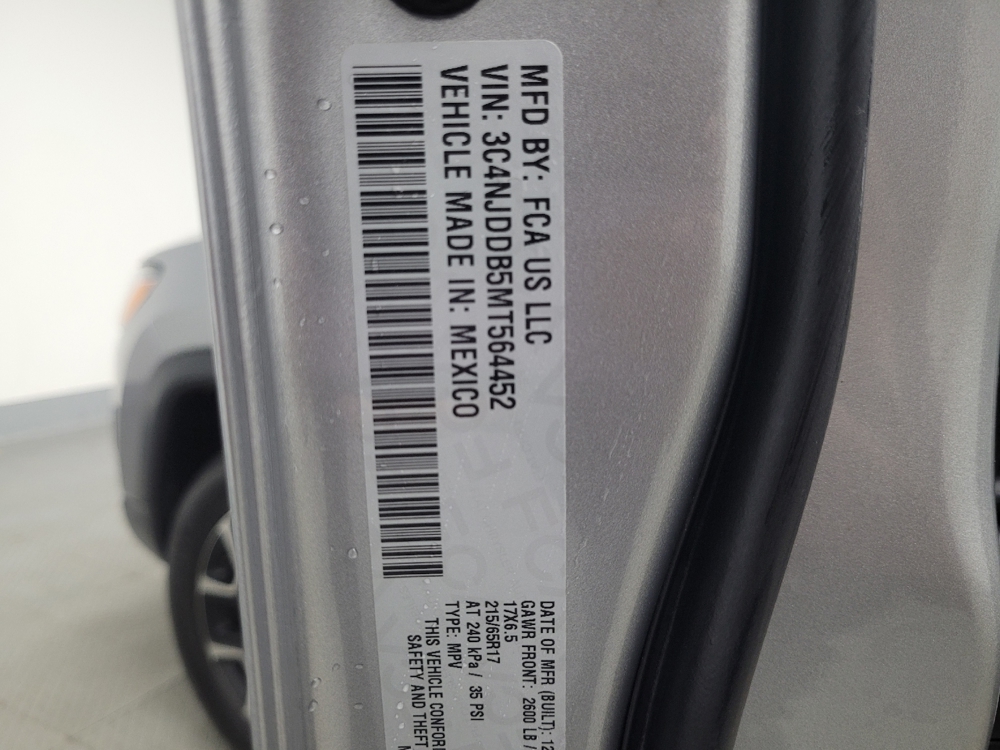 MFD BY: FCA US LLC
VIN: 3C4NJDDB5MT564452
VEHICLE MADE IN: MEXICO
DATE OF MFR (BUILT): 12
GAWR FRONT: 2600 LB /
17X6.5
215/65R17
AT 240 kPa / 35 PSI
TYPE: MPV
THIS VEHICLE
SAFETY AND THEFT